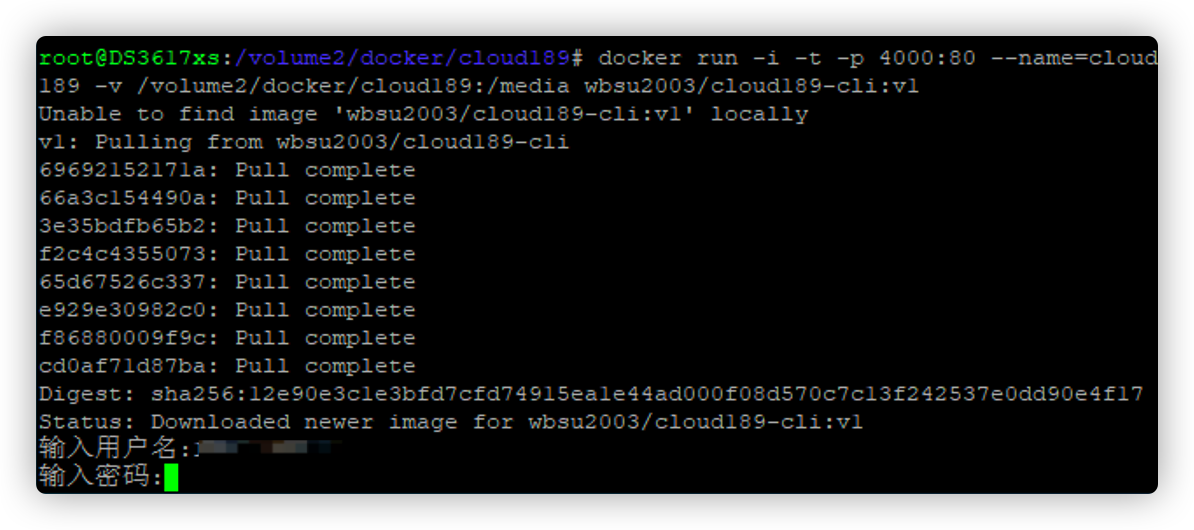 root@DS3617xs:/volume2/docker/cloud189# docker run -i -t -p 4000:80 --name=cloud
189 -v /volume2/docker/cloud189:/media wbsu2003/cloud189-cli:v1
Unable to find image 'wbsu2003/cloud189-cli:v1' locally
v1: Pulling from wbsu2003/cloud189-cli
69692152171a: Pull complete
66a3c154490a: Pull complete
3e35bdfb65b2: Pull complete
f2c4c4355073: Pull complete
65d67526c337: Pull complete
e929e30982c0: Pull complete
f86880009f9c: Pull complete
cd0af71d87ba: Pull complete
Digest: sha256:12e90e3c1e3bfd7cfd74915ea1e44ad000f08d570c7c13f242537e0dd90e4f17
Status: Downloaded newer image for wbsu2003/cloud189-cli:v1
输入用户名:
输入密码: